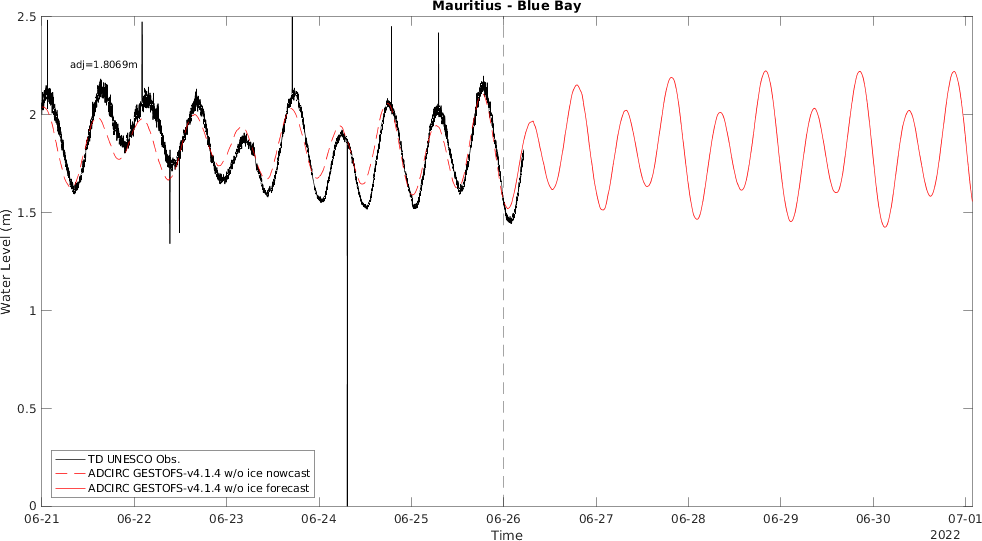 Mauritius - Blue Bay
2.5
adj=1.8069m
2
1.5
1
0.5
0
Water Level (m)
TD UNESCO Obs.
ADCIRC GESTOFS-v4.1.4 w/o ice nowcast
ADCIRC GESTOFS-v4.1.4 w/o ice forecast
06-21 06-22 06-23 06-24 06-25 06-26 06-27 06-28 06-29 06-30 07-01
Time
2022